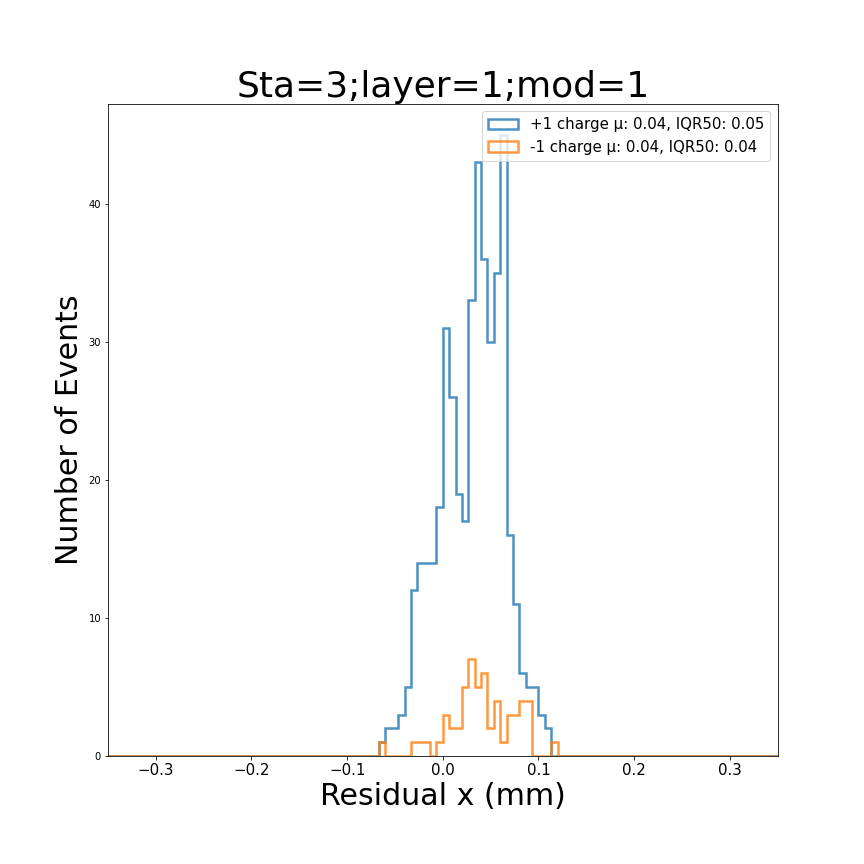 Sta=3;layer=1;mod=1
+1 charge μ: 0.04, IQR50: 0.05
-1 charge μ: 0.04, IQR50: 0.04
Number of Events
40
30
20
10
0
−0.3 −0.2 −0.1 0.0 0.1 0.2 0.3
Residual x (mm)